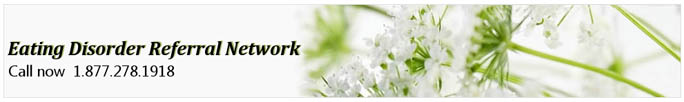 Eating Disorder Referral Network
Call now 1.877.278.1918